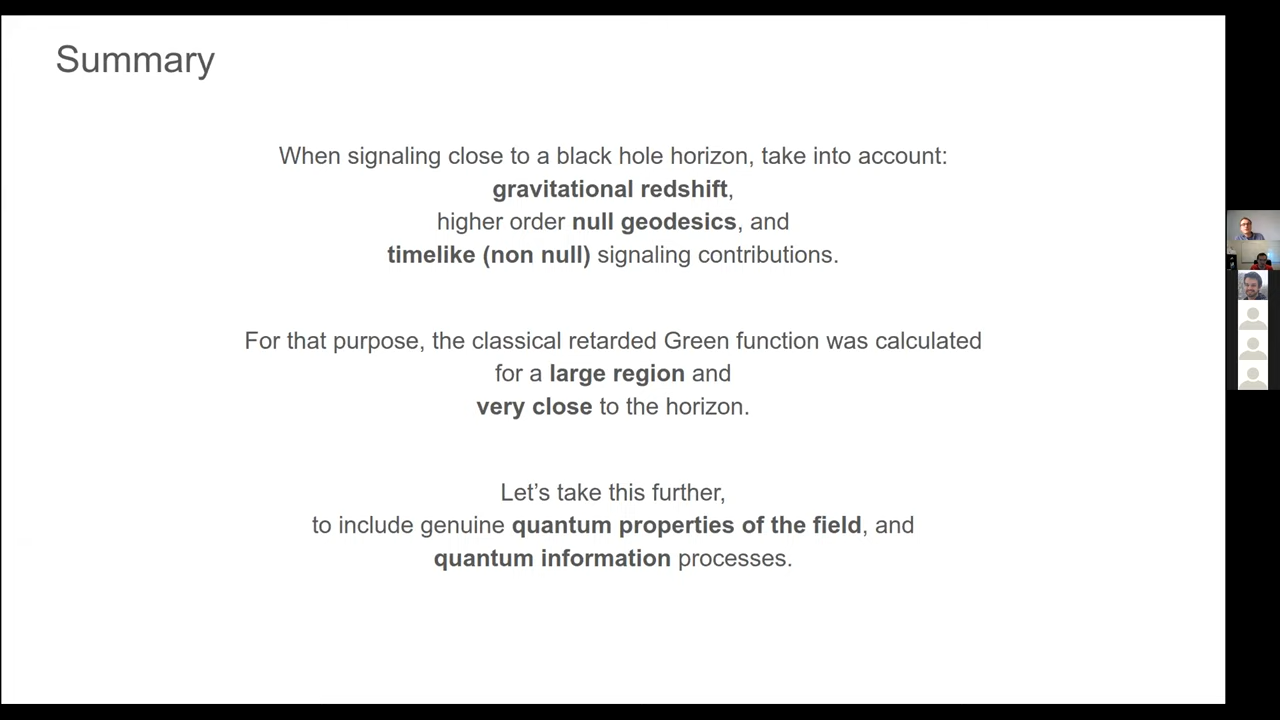 Summary
When signaling close to a black hole horizon, take into account:
gravitational redshift,
higher order null geodesics, and
timelike (non null) signaling contributions.
For that purpose, the classical retarded Green function was calculated
for a large region and
very close to the horizon.
Let’s take this further,
to include genuine quantum properties of the field, and
quantum information processes.